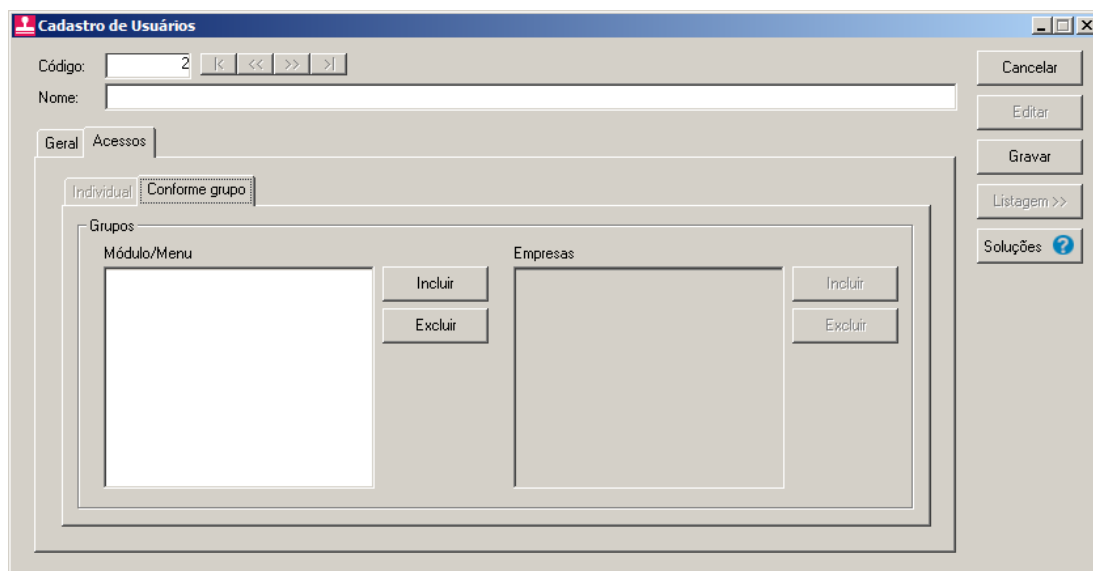 Cadastro de Usuários
Código: 2 |< << >> >|
Nome:
Cancelar
Editar
Gravar
Listagem >>
Soluções ?
Geral Acessos
Individual Conforme grupo
Grupos
Módulo/Menu Empresas
Incluir Incluir
Excluir Excluir